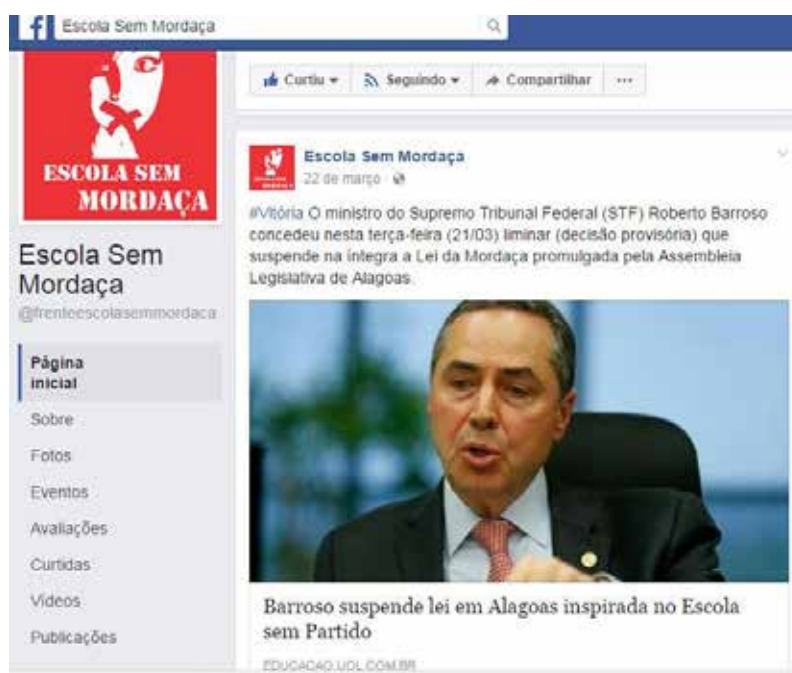 Escola Sem Mordaça
Curtiu
Seguindo
Compartilhar
...
ESCOLA SEM
MORDAÇA
Escola Sem
Mordaça
@frenteescolasemmordaca
Página
inicial
Sobre
Fotos
Eventos
Avaliações
Curtidas
Vídeos
Publicações
Escola Sem Mordaça
22 de março
#Vitória O ministro do Supremo Tribunal Federal (STF) Roberto Barroso
concedeu nesta terça-feira (21/03) liminar (decisão provisória) que
suspende na íntegra a Lei da Mordaça promulgada pela Assembleia
Legislativa de Alagoas.
Barroso suspende lei em Alagoas inspirada no Escola
sem Partido
EDUCACAO.UOL.COM.BR